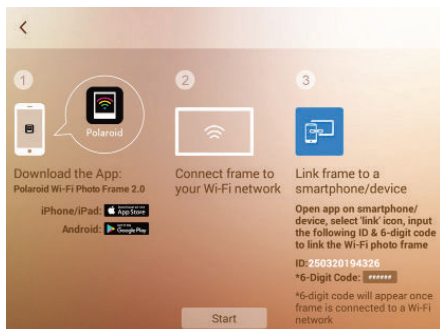 1
Polaroid
Download the App:
Polaroid Wi-Fi Photo Frame 2.0
iPhone/iPad:
App Store
Android:
Google Play
2
Connect frame to
your Wi-Fi network
3
Link frame to a
smartphone/device
Open app on smartphone/
device, select 'link' icon, input
the following ID & 6-digit code
to link the Wi-Fi photo frame
ID:250320194326
*6-Digit Code: ######
*6-digit code will appear once
frame is connected to a Wi-Fi
network
Start